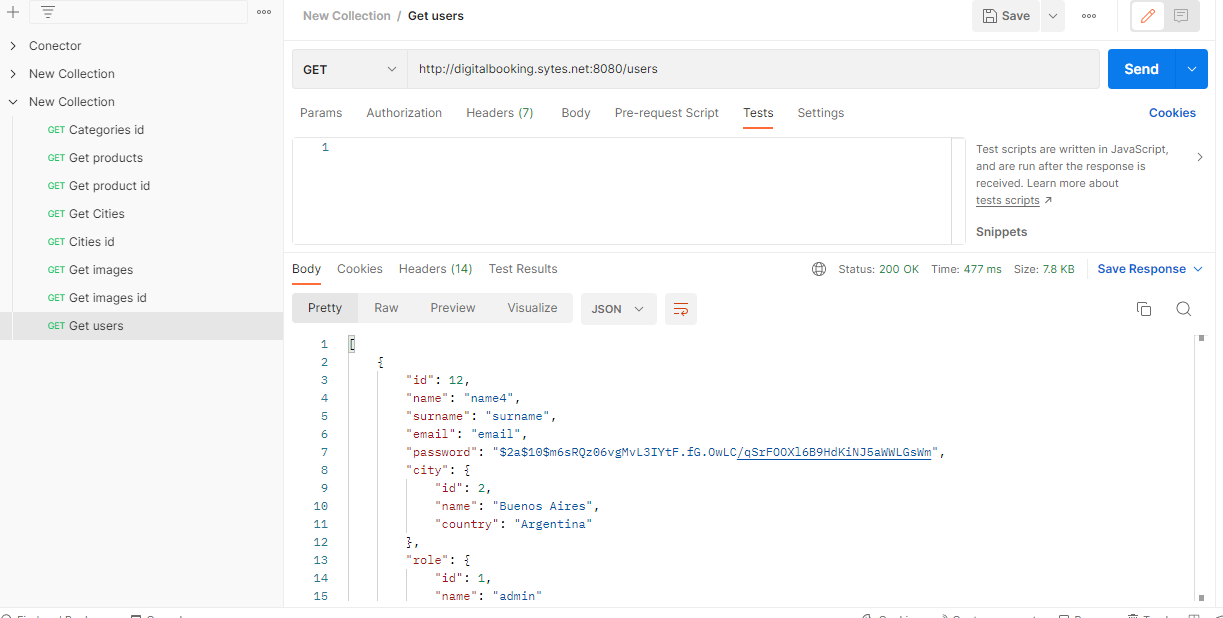 New Collection / Get users
Save
Conector
New Collection
New Collection
GET Categories id
GET Get products
GET Get product id
GET Get Cities
GET Cities id
GET Get images
GET Get images id
GET Get users
GET http://digitalbooking.sytes.net:8080/users
Send
Params Authorization Headers (7) Body Pre-request Script Tests Settings
Cookies
1
Test scripts are written in JavaScript,
and are run after the response is
received. Learn more about
tests scripts ↗
Snippets
Body Cookies Headers (14) Test Results
Status: 200 OK Time: 477 ms Size: 7.8 KB
Save Response
Pretty Raw Preview Visualize JSON
1 [
2 {
3 "id": 12,
4 "name": "name4",
5 "surname": "surname",
6 "email": "email",
7 "password": "$2a$10$m6sRQz06vgMvL3IYtF.fG.OwLC/qSrFOOXl6B9HdKiNJ5aWWLGsWm",
8 "city": {
9 "id": 2,
10 "name": "Buenos Aires",
11 "country": "Argentina"
12 },
13 "role": {
14 "id": 1,
15 "name": "admin"